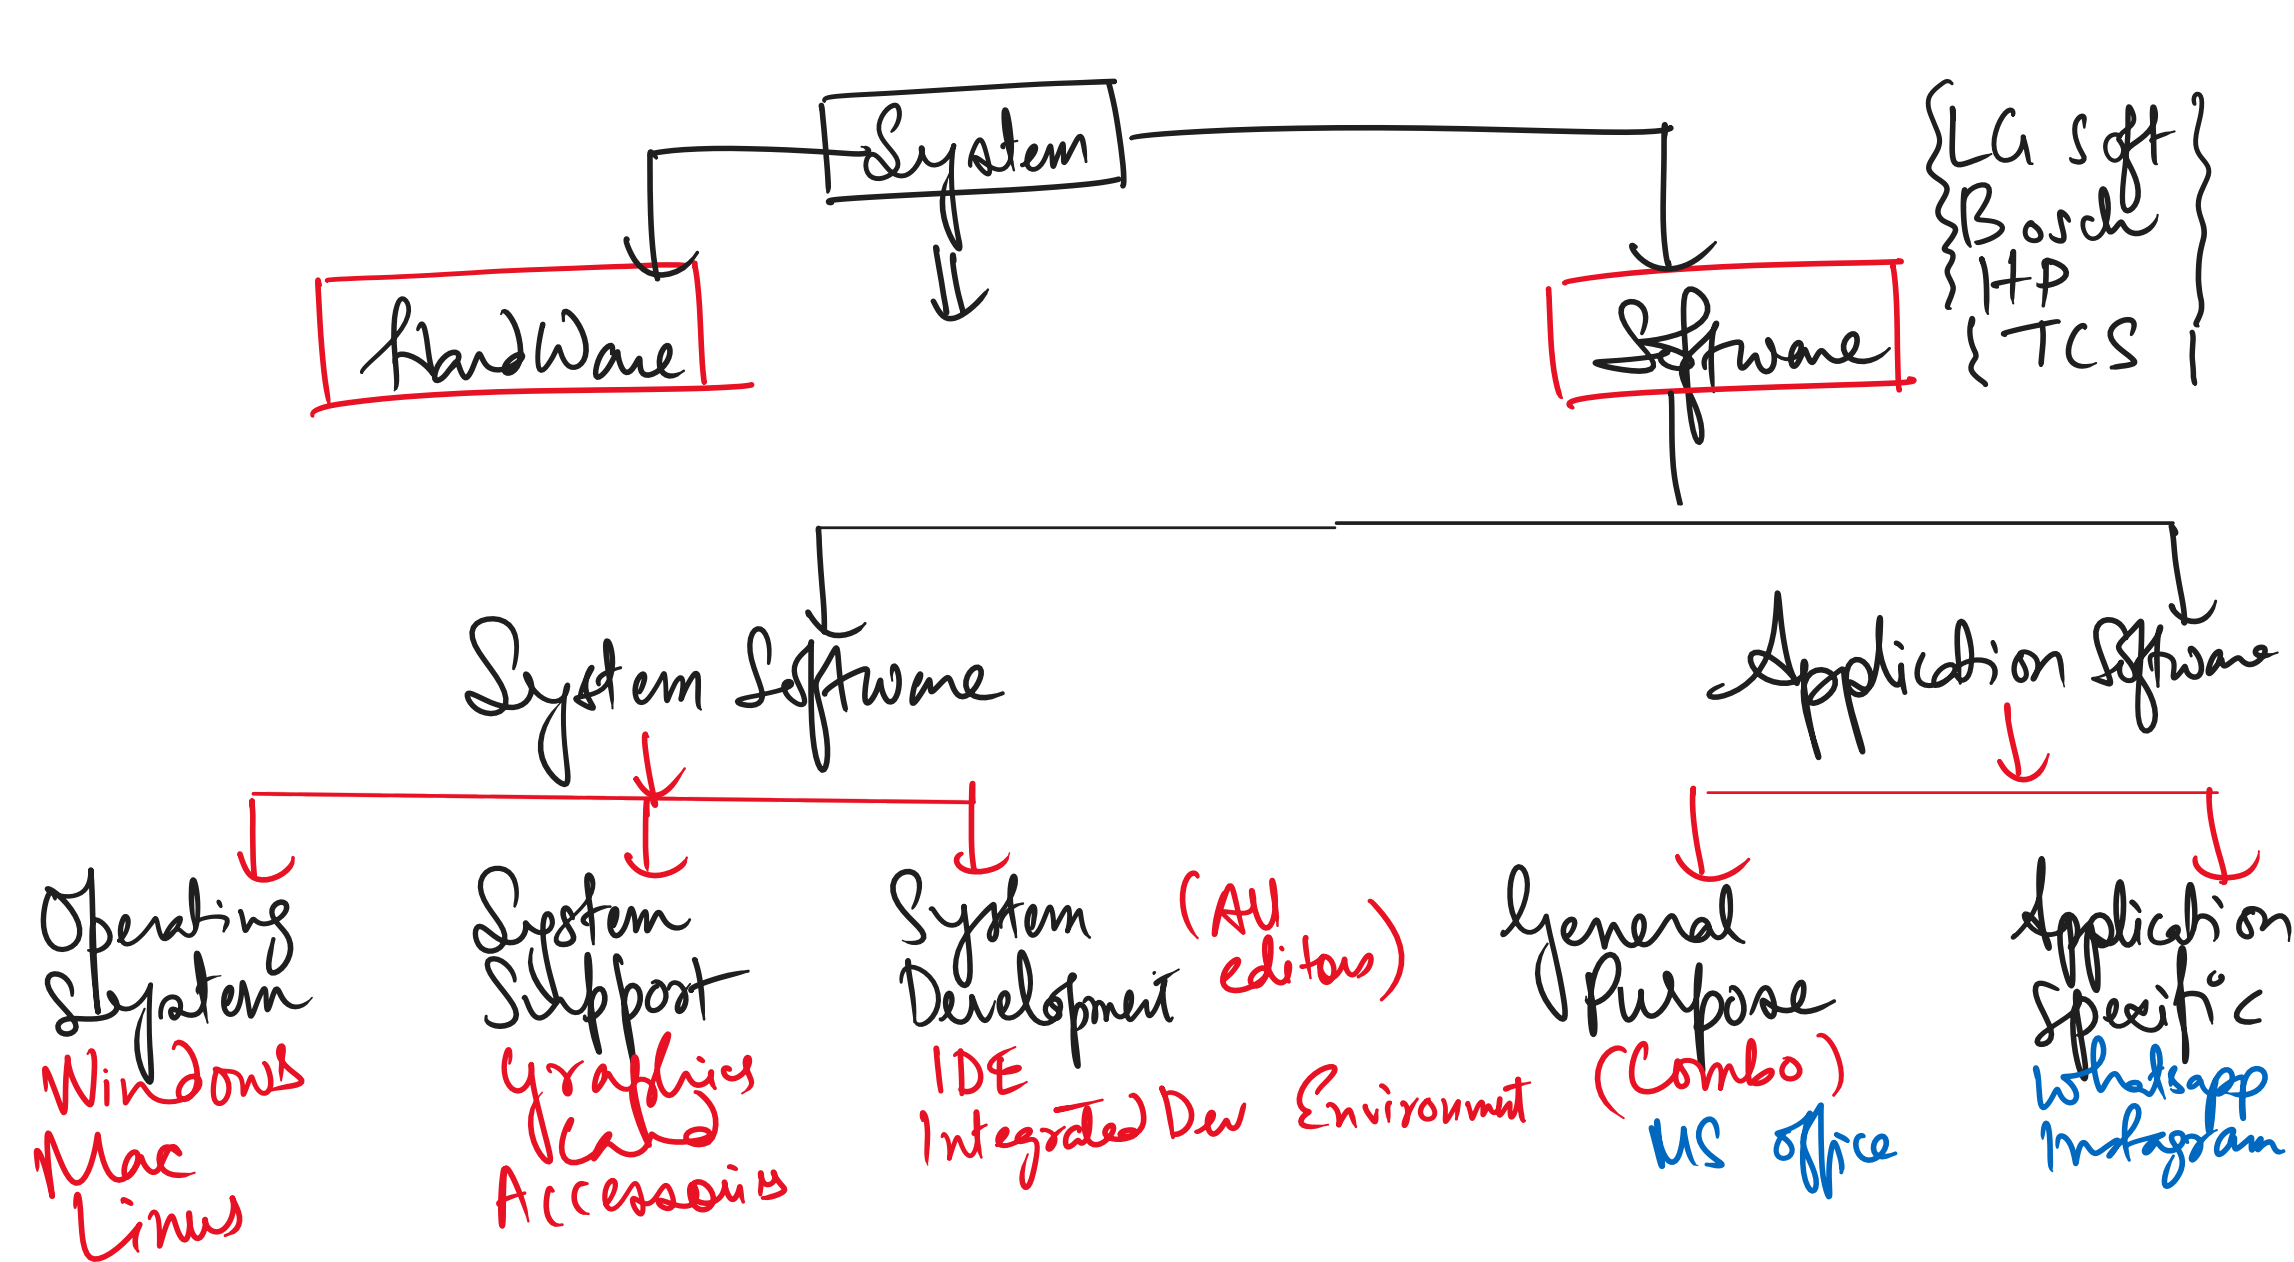 System
LG Soft
Bosch
HP
TCS
HardWare
Software
System Software
Application Software
Operating
System
Windows
Mac
Linus
System
Support
Graphics
Card
Accessories
System
Development
(All
editors)
IDE
Integrated Dev Environment
General
Purpose
(Combo)
MS office
Application
Specific
Whatsapp
Instagram